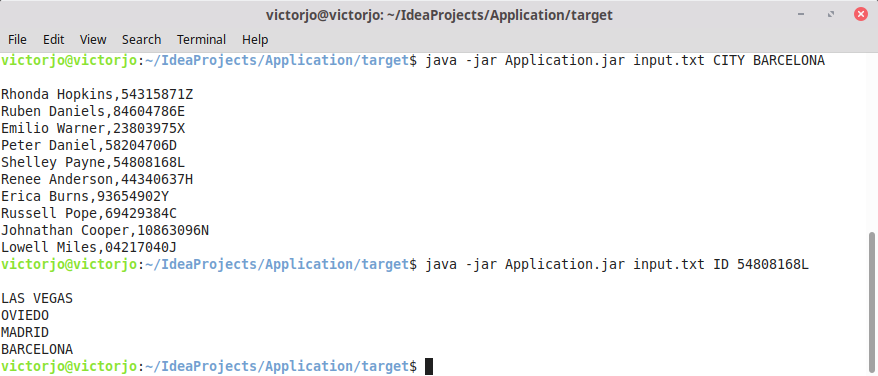 victorjo@victorjo: ~/IdeaProjects/Application/target
File Edit View Search Terminal Help
victorjo@victorjo:~/IdeaProjects/Application/target$ java -jar Application.jar input.txt CITY BARCELONA
Rhonda Hopkins,54315871Z
Ruben Daniels,84604786E
Emilio Warner,23803975X
Peter Daniel,58204706D
Shelley Payne,54808168L
Renee Anderson,44340637H
Erica Burns,93654902Y
Russell Pope,69429384C
Johnathan Cooper,10863096N
Lowell Miles,04217040J
victorjo@victorjo:~/IdeaProjects/Application/target$ java -jar Application.jar input.txt ID 54808168L
LAS VEGAS
OVIEDO
MADRID
BARCELONA
victorjo@victorjo:~/IdeaProjects/Application/target$